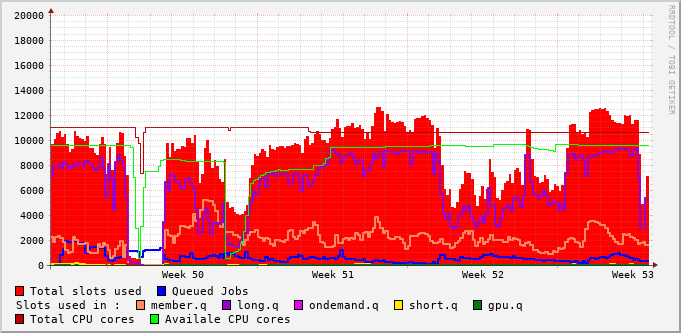 20000
18000
16000
14000
12000
10000
8000
6000
4000
2000
0
Week 50 Week 51 Week 52 Week 53
RRDTOOL / TOBI OETIKER
Total slots used Queued Jobs
Slots used in : member.q long.q ondemand.q short.q gpu.q
Total CPU cores Availale CPU cores